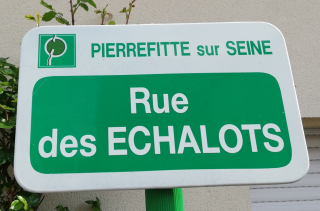 PIERREFITTE sur SEINE
Rue
des ECHALOTS